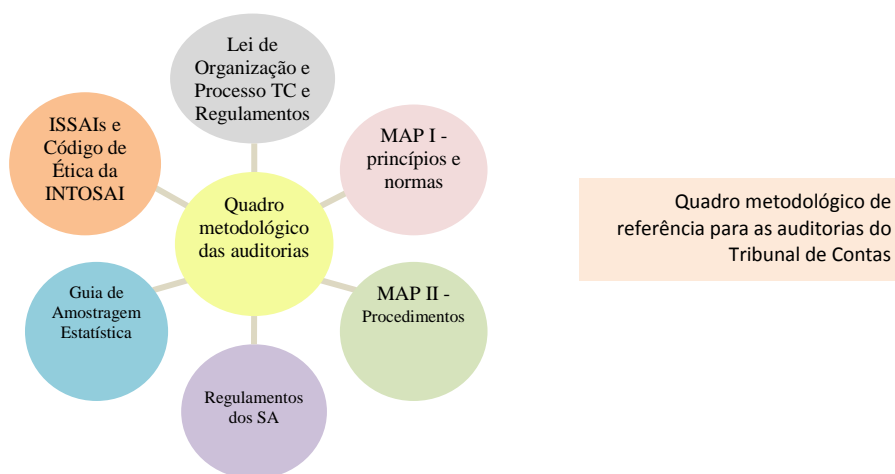 Lei de
Organização e
Processo TC e
Regulamentos
MAP I -
princípios e
normas
MAP II -
Procedimentos
Regulamentos
dos SA
Guia de
Amostragem
Estatística
ISSAIs e
Código de
Ética da
INTOSAI
Quadro
metodológico
das auditorias
Quadro metodológico de
referência para as auditorias do
Tribunal de Contas